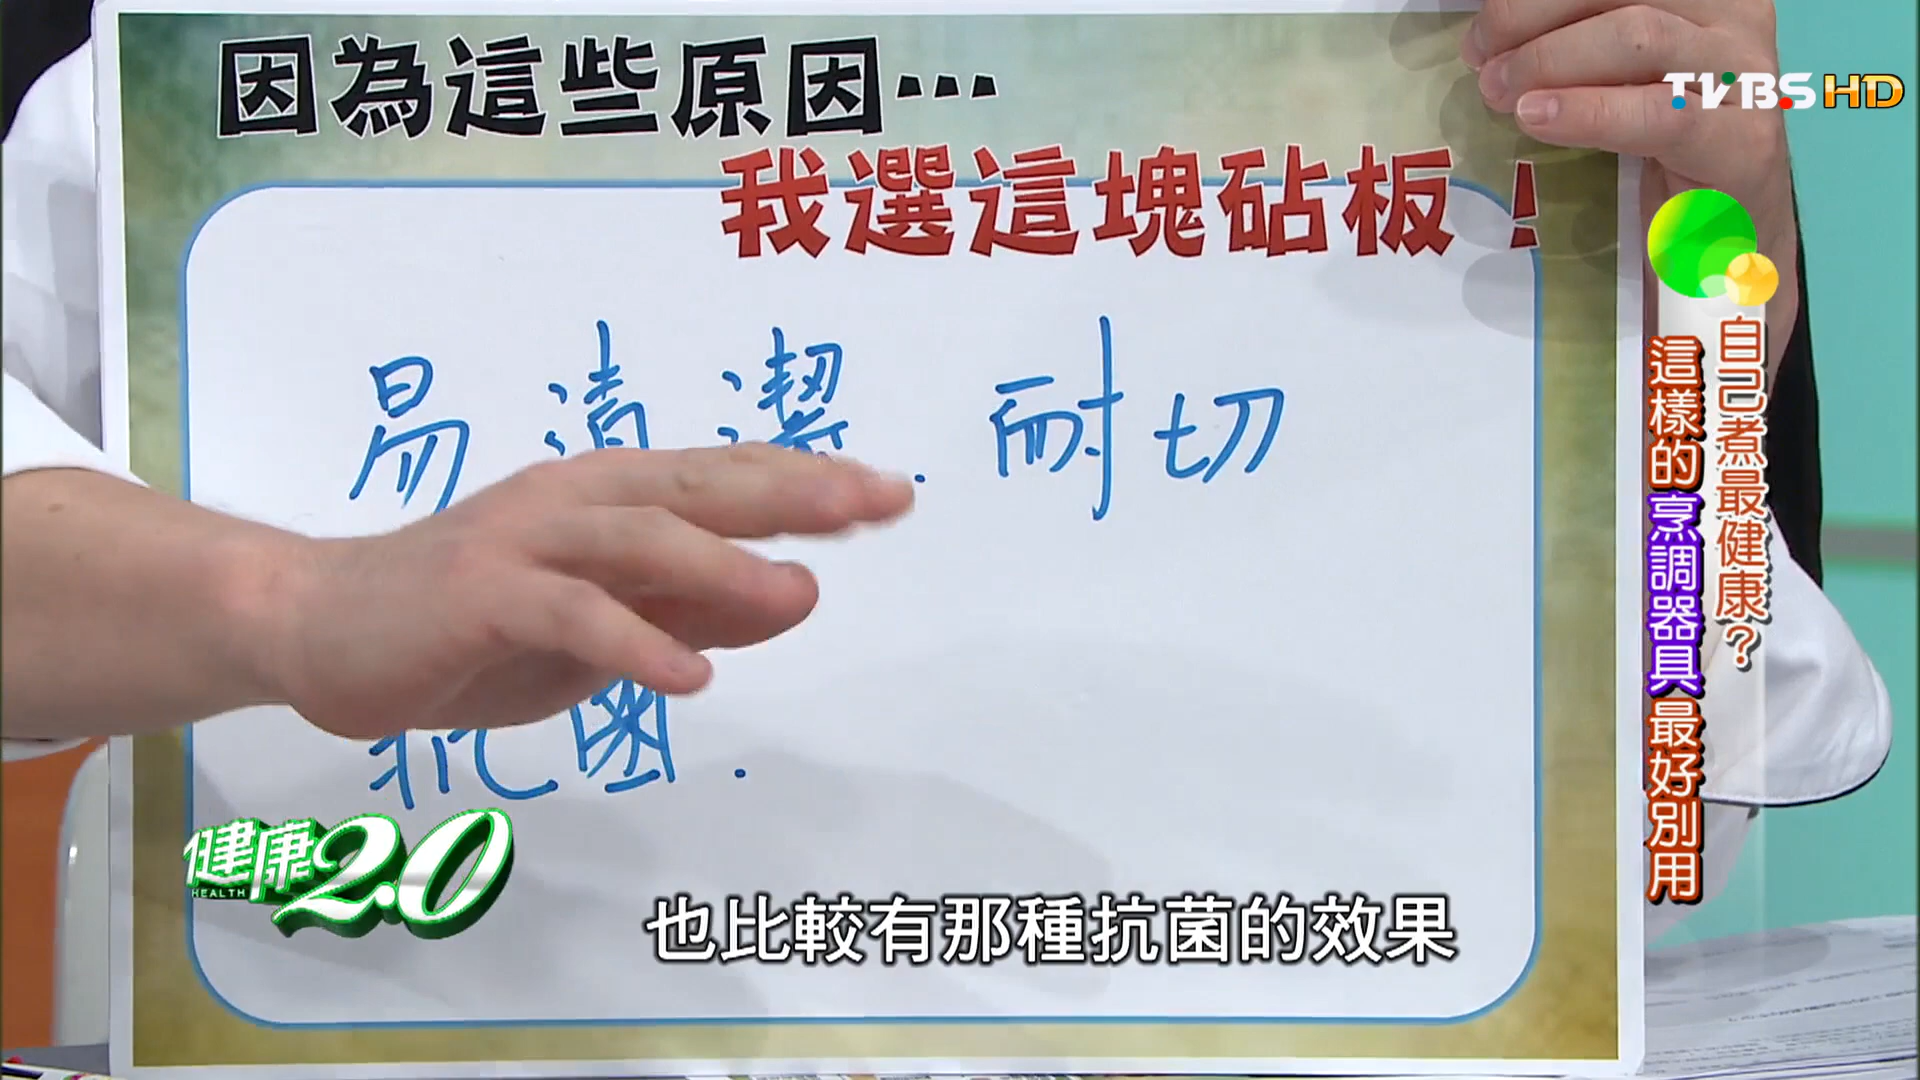 因為這些原因…
我選這塊砧板！
易清潔.耐切
抗菌.
TVBS HD
自己煮最健康？
這樣的烹調器具最好別用
健康2.0
HEALTH
也比較有那種抗菌的效果